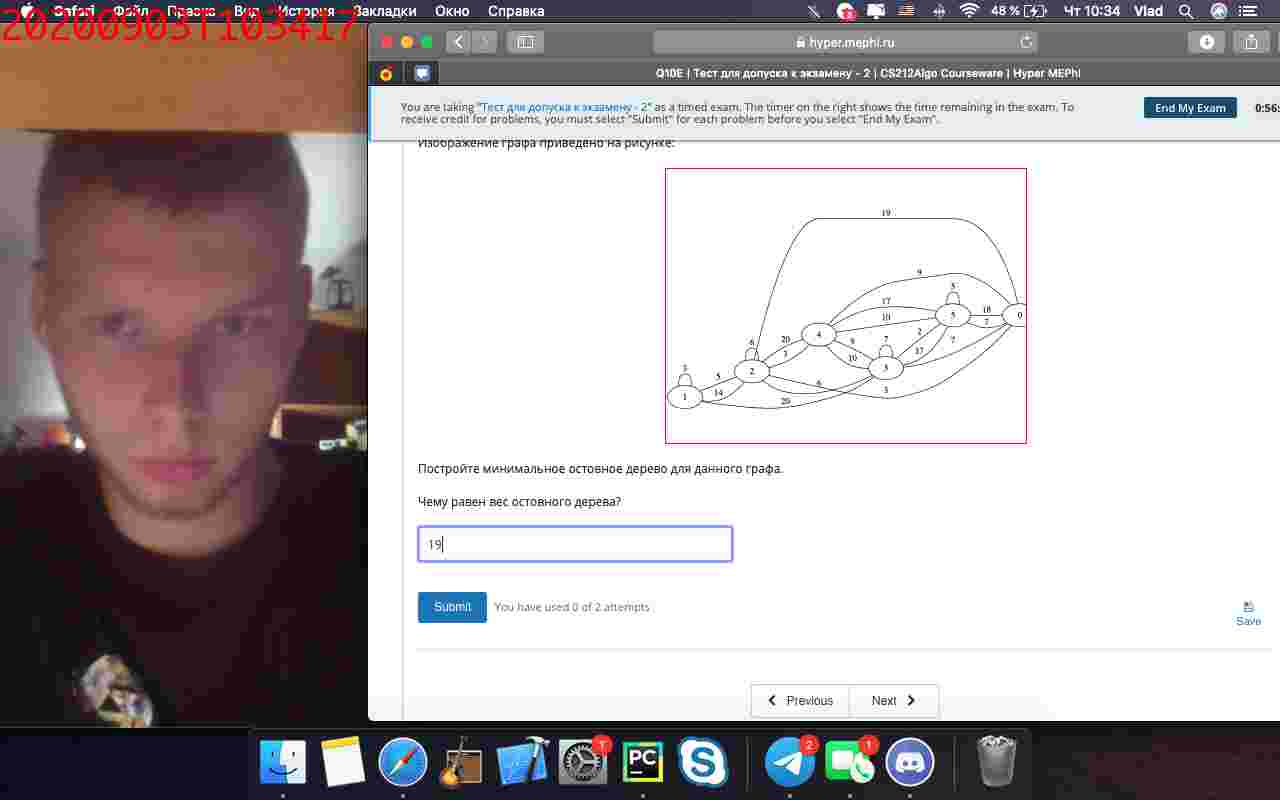 Safari Файл Правка Вид История Закладки Окно Справка 48 % Чт 10:34 Vlad
20200903T103417
hyper.mephi.ru
Q10E | Тест для допуска к экзамену - 2 | CS212Algo Courseware | Hyper MEPhI
You are taking "Тест для допуска к экзамену - 2" as a timed exam. The timer on the right shows the time remaining in the exam. To
receive credit for problems, you must select "Submit" for each problem before you select "End My Exam".
End My Exam
0:56:
Изображение графа приведено на рисунке:
19
9
5
17
18
10
5
0
7
6
20
4
9
2
7
3
7
17
3
5
2
10
3
6
3
1
14
20
Постройте минимальное остовное дерево для данного графа.
Чему равен вес остовного дерева?
19
Submit
You have used 0 of 2 attempts
Save
Previous
Next
PC
2
1